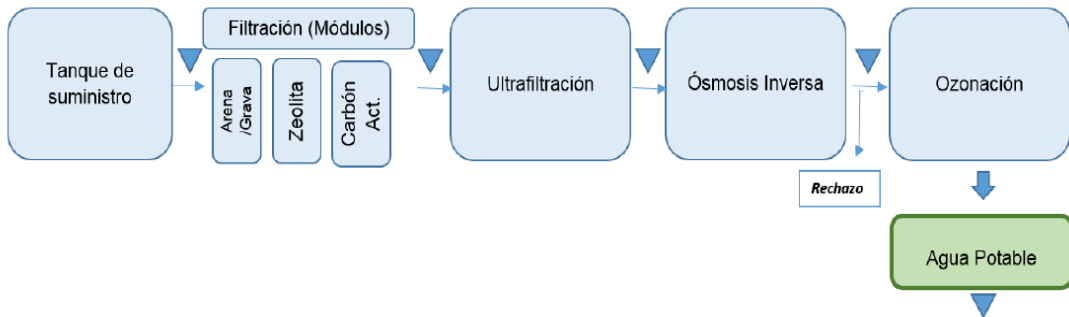 Tanque de
suministro
Filtración (Módulos)
Arena
/Grava
Zeolita
Carbón
Act.
Ultrafiltración
Ósmosis Inversa
Ozonación
Rechazo
Agua Potable